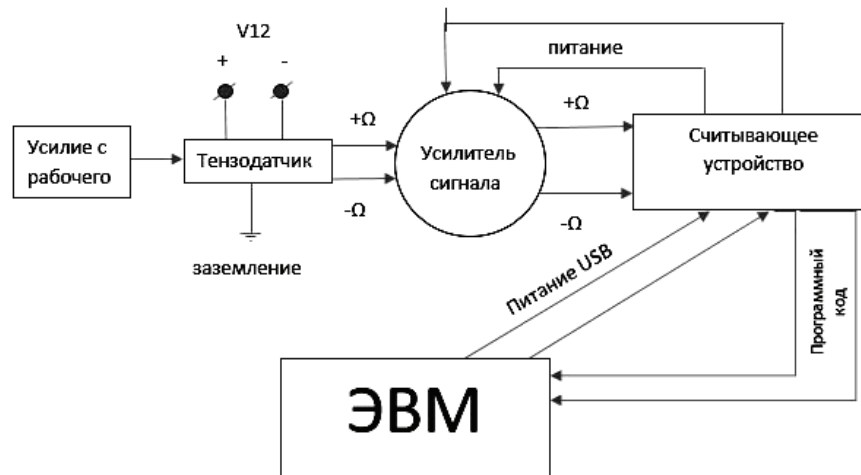 V12
+ -
питание
Усилие с
рабочего
Тензодатчик
+Ω
-Ω
Усилитель
сигнала
+Ω
-Ω
Считывающее
устройство
заземление
Питание USB
Программный
код
ЭВМ